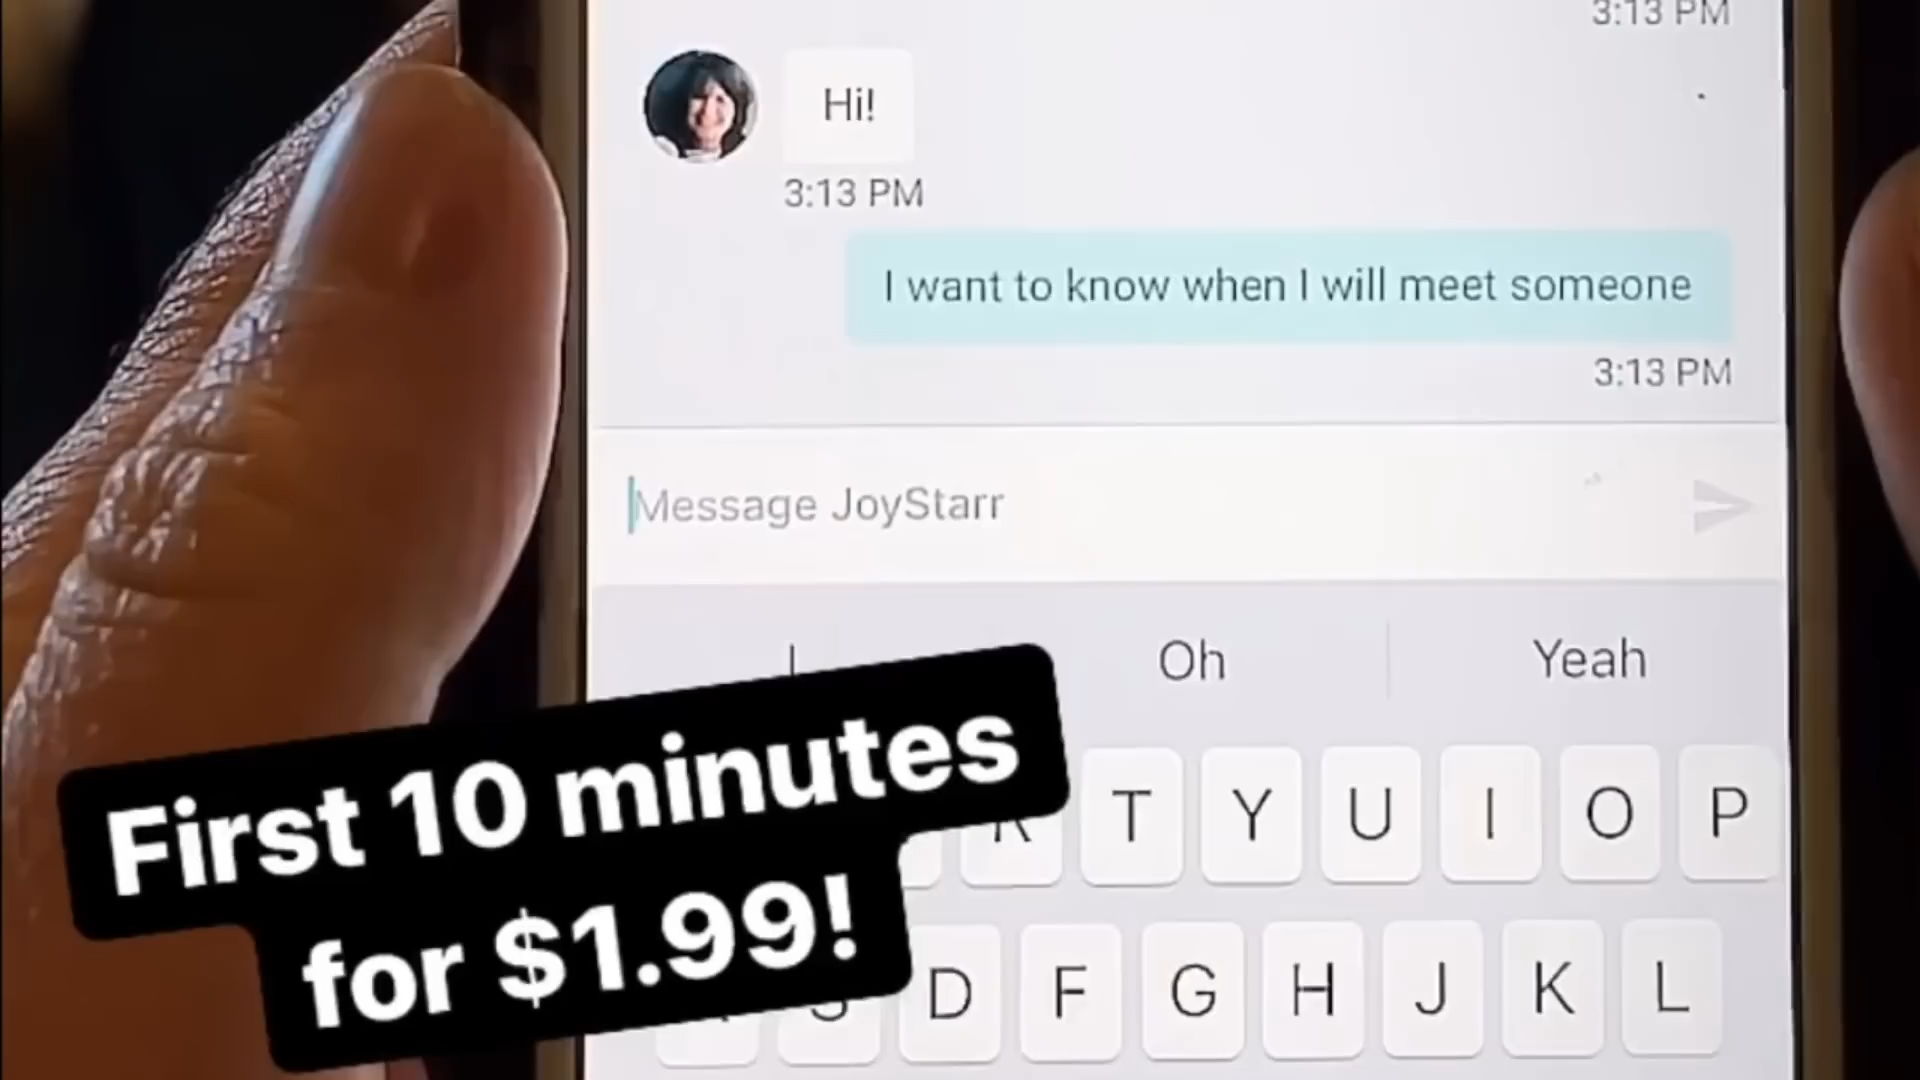 3:13 PM
Hi!
3:13 PM
I want to know when I will meet someone
3:13 PM
Message JoyStarr
Oh
Yeah
First 10 minutes
for $1.99!
R T Y U I O P
S D F G H J K L